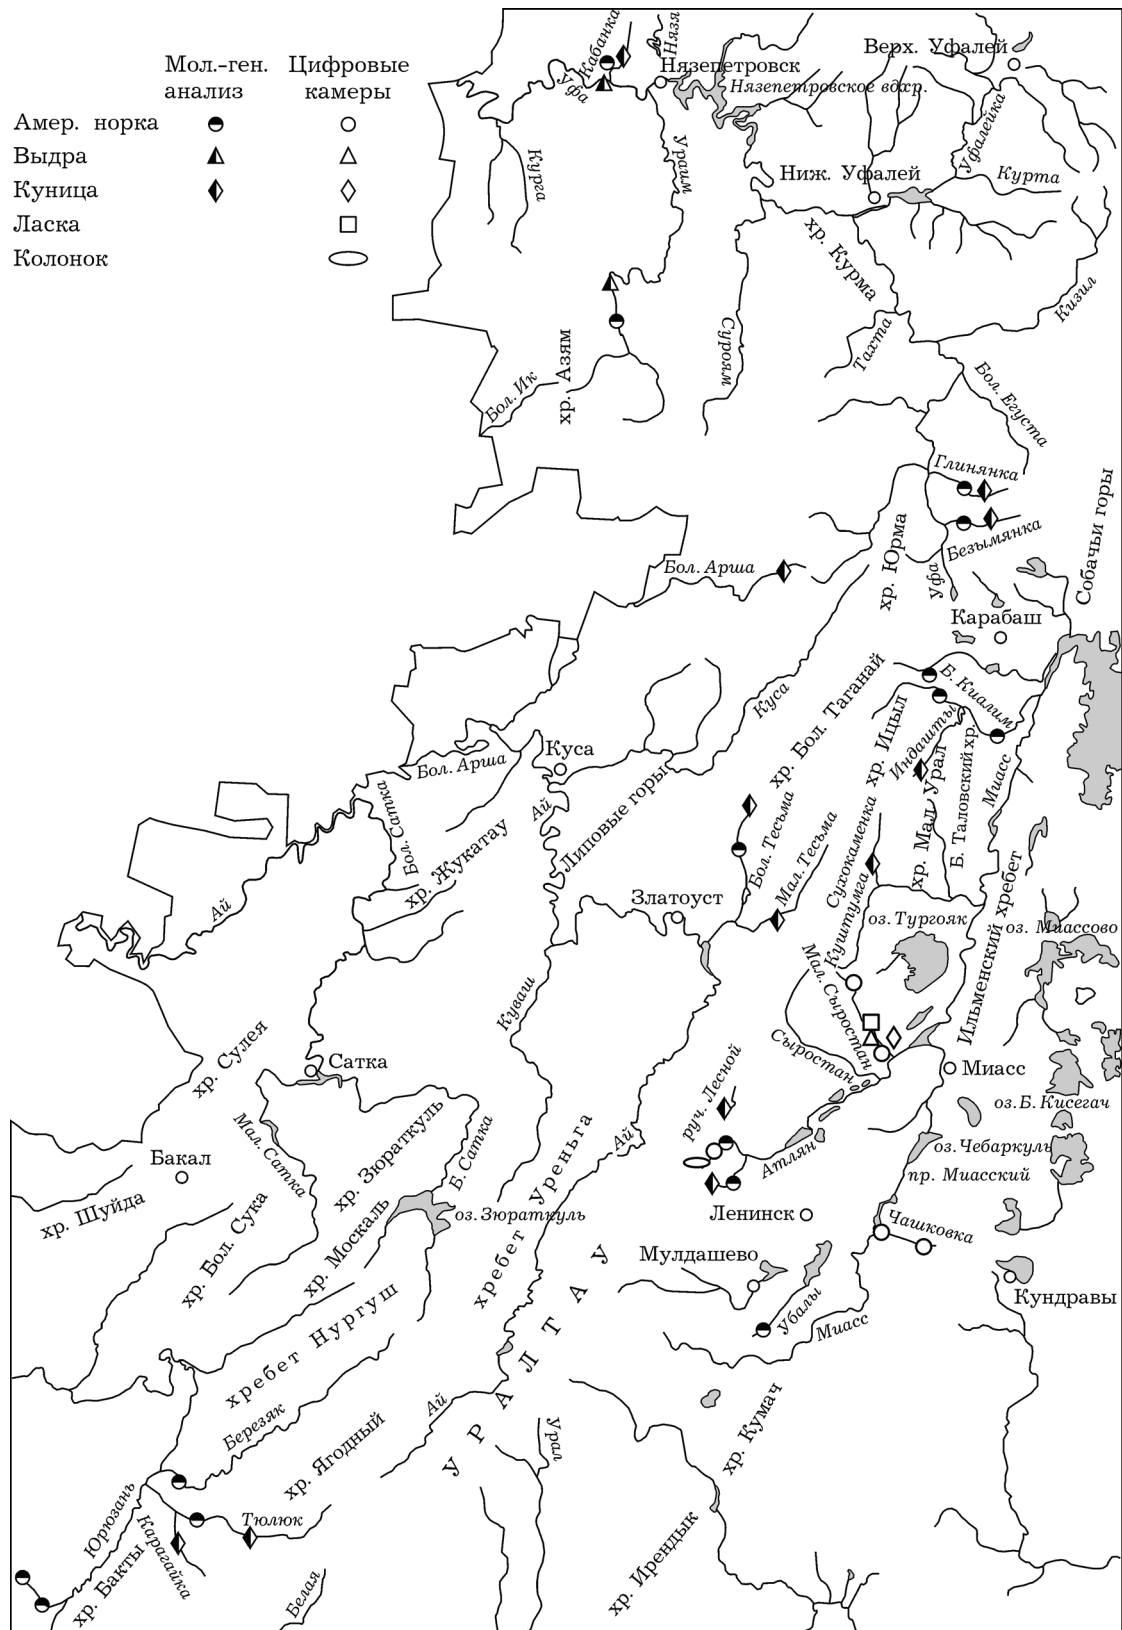 Мол.-ген. анализ
Цифровые камеры
Амер. норка
Выдра
Куница
Ласка
Колонок
Кабанка
Нязя
Верх. Уфалей
Нязепетровск
Уфа
Нязепетровское вдхр.
Уфалейка
Курга
Ураим
Ниж. Уфалей
Курта
хр. Курма
Кизил
Тахта
Суроям
хр. Азям
Бол. Ик
Бол. Егуста
Глинянка
Собачьи горы
хр. Юрма
Безымянка
Бол. Арша
Уфа
Карабаш
Куса
хр. Бол. Таганай
Б. Киалим
хр. Ицыл
Индашты
Куса
Бол. Арша
Липовые горы
хр. Мал. Урал
Б. Таловский хр.
Миасс
Бол. Сатка
Ай
хр. Жукатау
Бол. Тесьма
Мал. Тесьма
Сухокаменка
Куштумга
Ильменский хребет
Ай
Златоуст
оз. Тургояк
оз. Миассово
Мал. Сыростан
Куваш
хр. Сулея
Сатка
Сыростан
Миасс
руч. Лесной
оз. Б. Кисегач
Мал. Сатка
хр. Зюраткуль
Б. Сатка
хребет Уреньга
Ай
Атлян
оз. Чебаркуль
пр. Миасский
Бакал
хр. Шуйда
хр. Бол. Сука
хр. Москаль
оз. Зюраткуль
Ленинск
Чашковка
Мулдашево
Кундравы
УРАЛТАУ
Убалы
Миасс
хребет Нургуш
Березяк
Ай
хр. Ягодный
Урал
хр. Кумач
Юрюзань
Тюлюк
Карагайка
хр. Бакты
Белая
хр. Ирендык